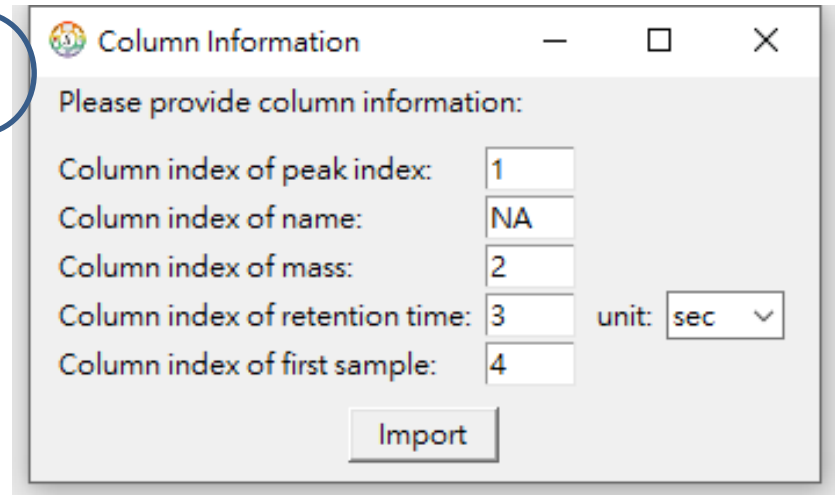 Column Information
Please provide column information:
Column index of peak index: 1
Column index of name: NA
Column index of mass: 2
Column index of retention time: 3 unit: sec
Column index of first sample: 4
Import